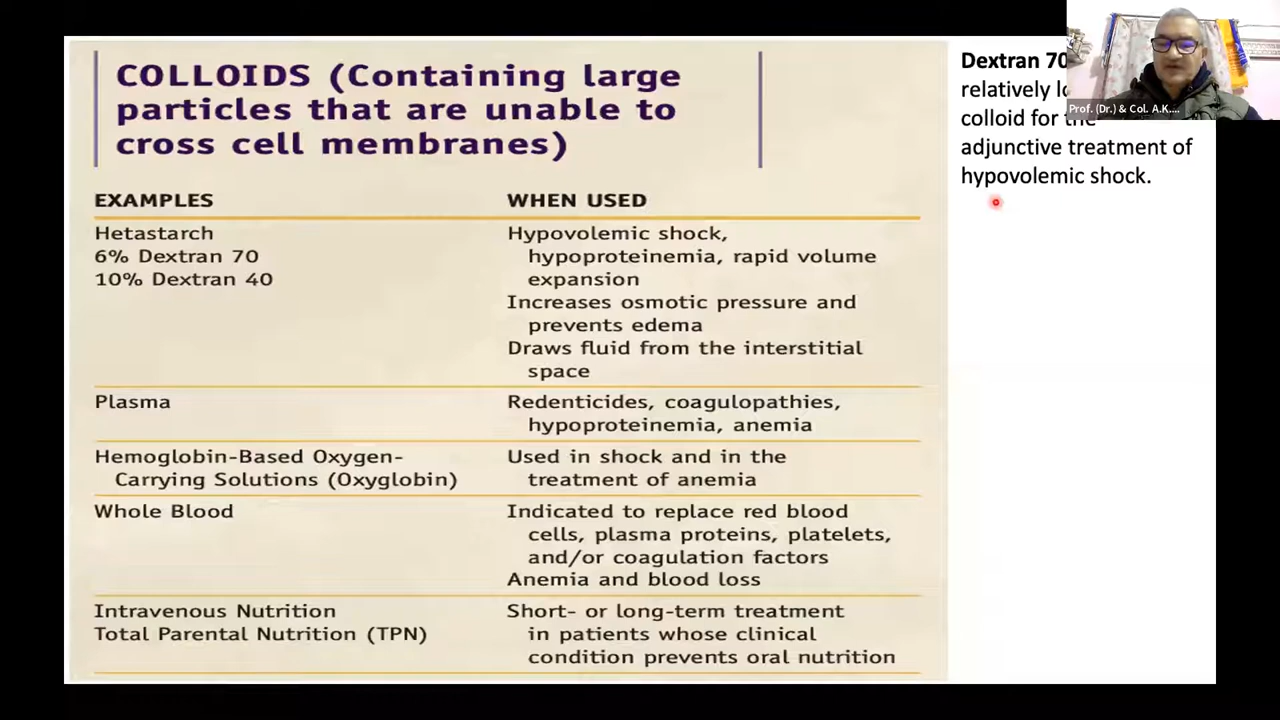 COLLOIDS (Containing large
particles that are unable to
cross cell membranes)
EXAMPLES
WHEN USED
Hetastarch
6% Dextran 70
10% Dextran 40
Hypovolemic shock,
hypoproteinemia, rapid volume
expansion
Increases osmotic pressure and
prevents edema
Draws fluid from the interstitial
space
Plasma
Redenticides, coagulopathies,
hypoproteinemia, anemia
Hemoglobin-Based Oxygen-
Carrying Solutions (Oxyglobin)
Used in shock and in the
treatment of anemia
Whole Blood
Indicated to replace red blood
cells, plasma proteins, platelets,
and/or coagulation factors
Anemia and blood loss
Intravenous Nutrition
Total Parental Nutrition (TPN)
Short- or long-term treatment
in patients whose clinical
condition prevents oral nutrition
Dextran 70
relatively
colloid for the
adjunctive treatment of
hypovolemic shock.
Prof. (Dr.) & Col. A.K....